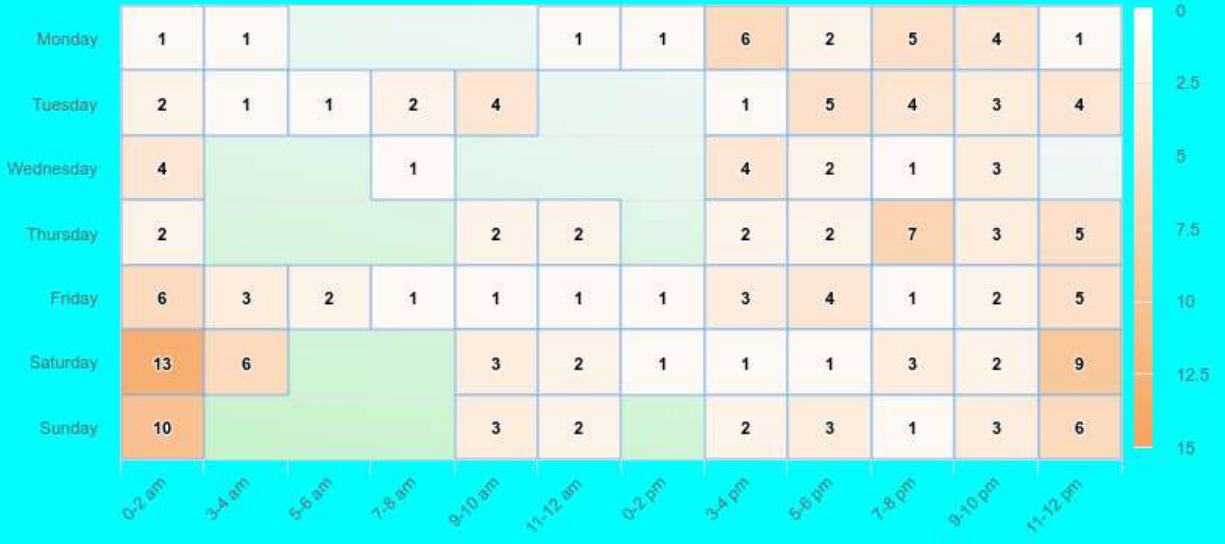 Monday 1 1 1 1 6 2 5 4 1 0
Tuesday 2 1 1 2 4 1 5 4 3 4 2.5
Wednesday 4 1 4 2 1 3 5
Thursday 2 2 2 2 2 7 3 5 7.5
Friday 6 3 2 1 1 1 1 3 4 1 2 5 10
Saturday 13 6 3 2 1 1 1 3 2 9 12.5
Sunday 10 3 2 2 3 1 3 6 15
0-2 am 3-4 am 5-6 am 7-8 am 9-10 am 11-12 am 0-2 pm 3-4 pm 5-6 pm 7-8 pm 9-10 pm 11-12 pm